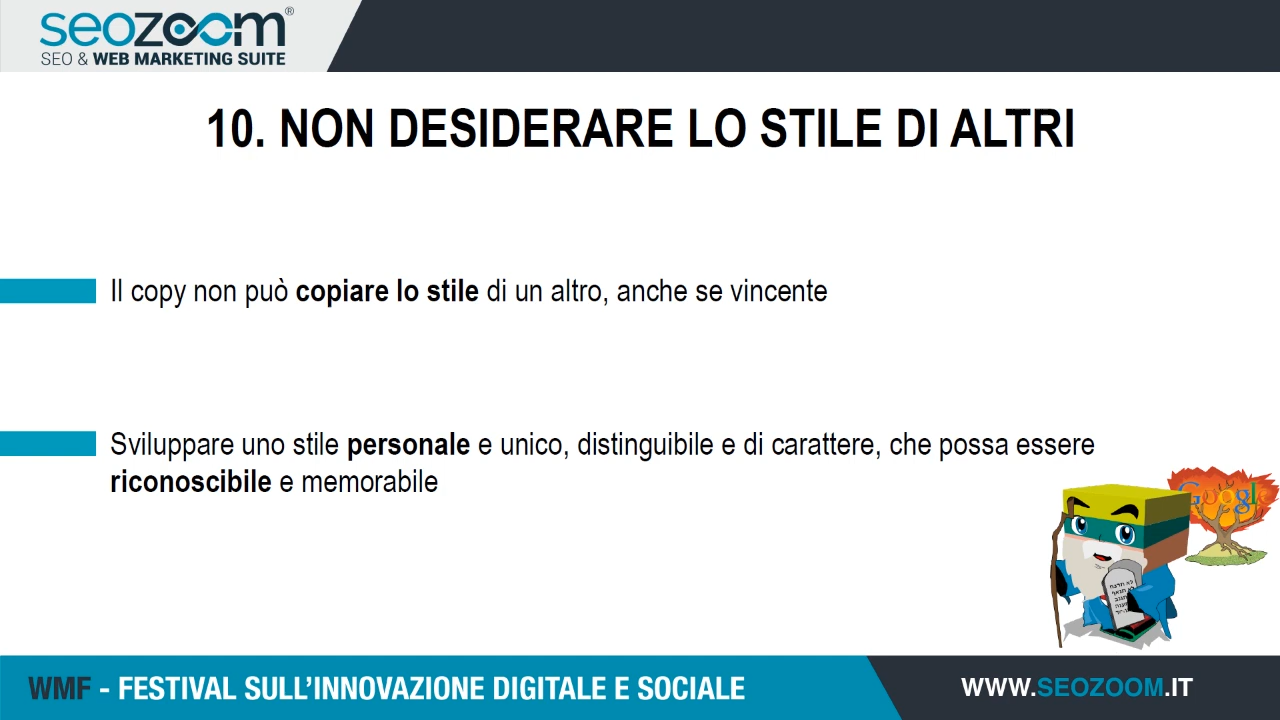 seozoom®
SEO & WEB MARKETING SUITE
10. NON DESIDERARE LO STILE DI ALTRI
Il copy non può copiare lo stile di un altro, anche se vincente
Sviluppare uno stile personale e unico, distinguibile e di carattere, che possa essere
riconoscibile e memorabile
Google
WMF - FESTIVAL SULL'INNOVAZIONE DIGITALE E SOCIALE
WWW.SEOZOOM.IT